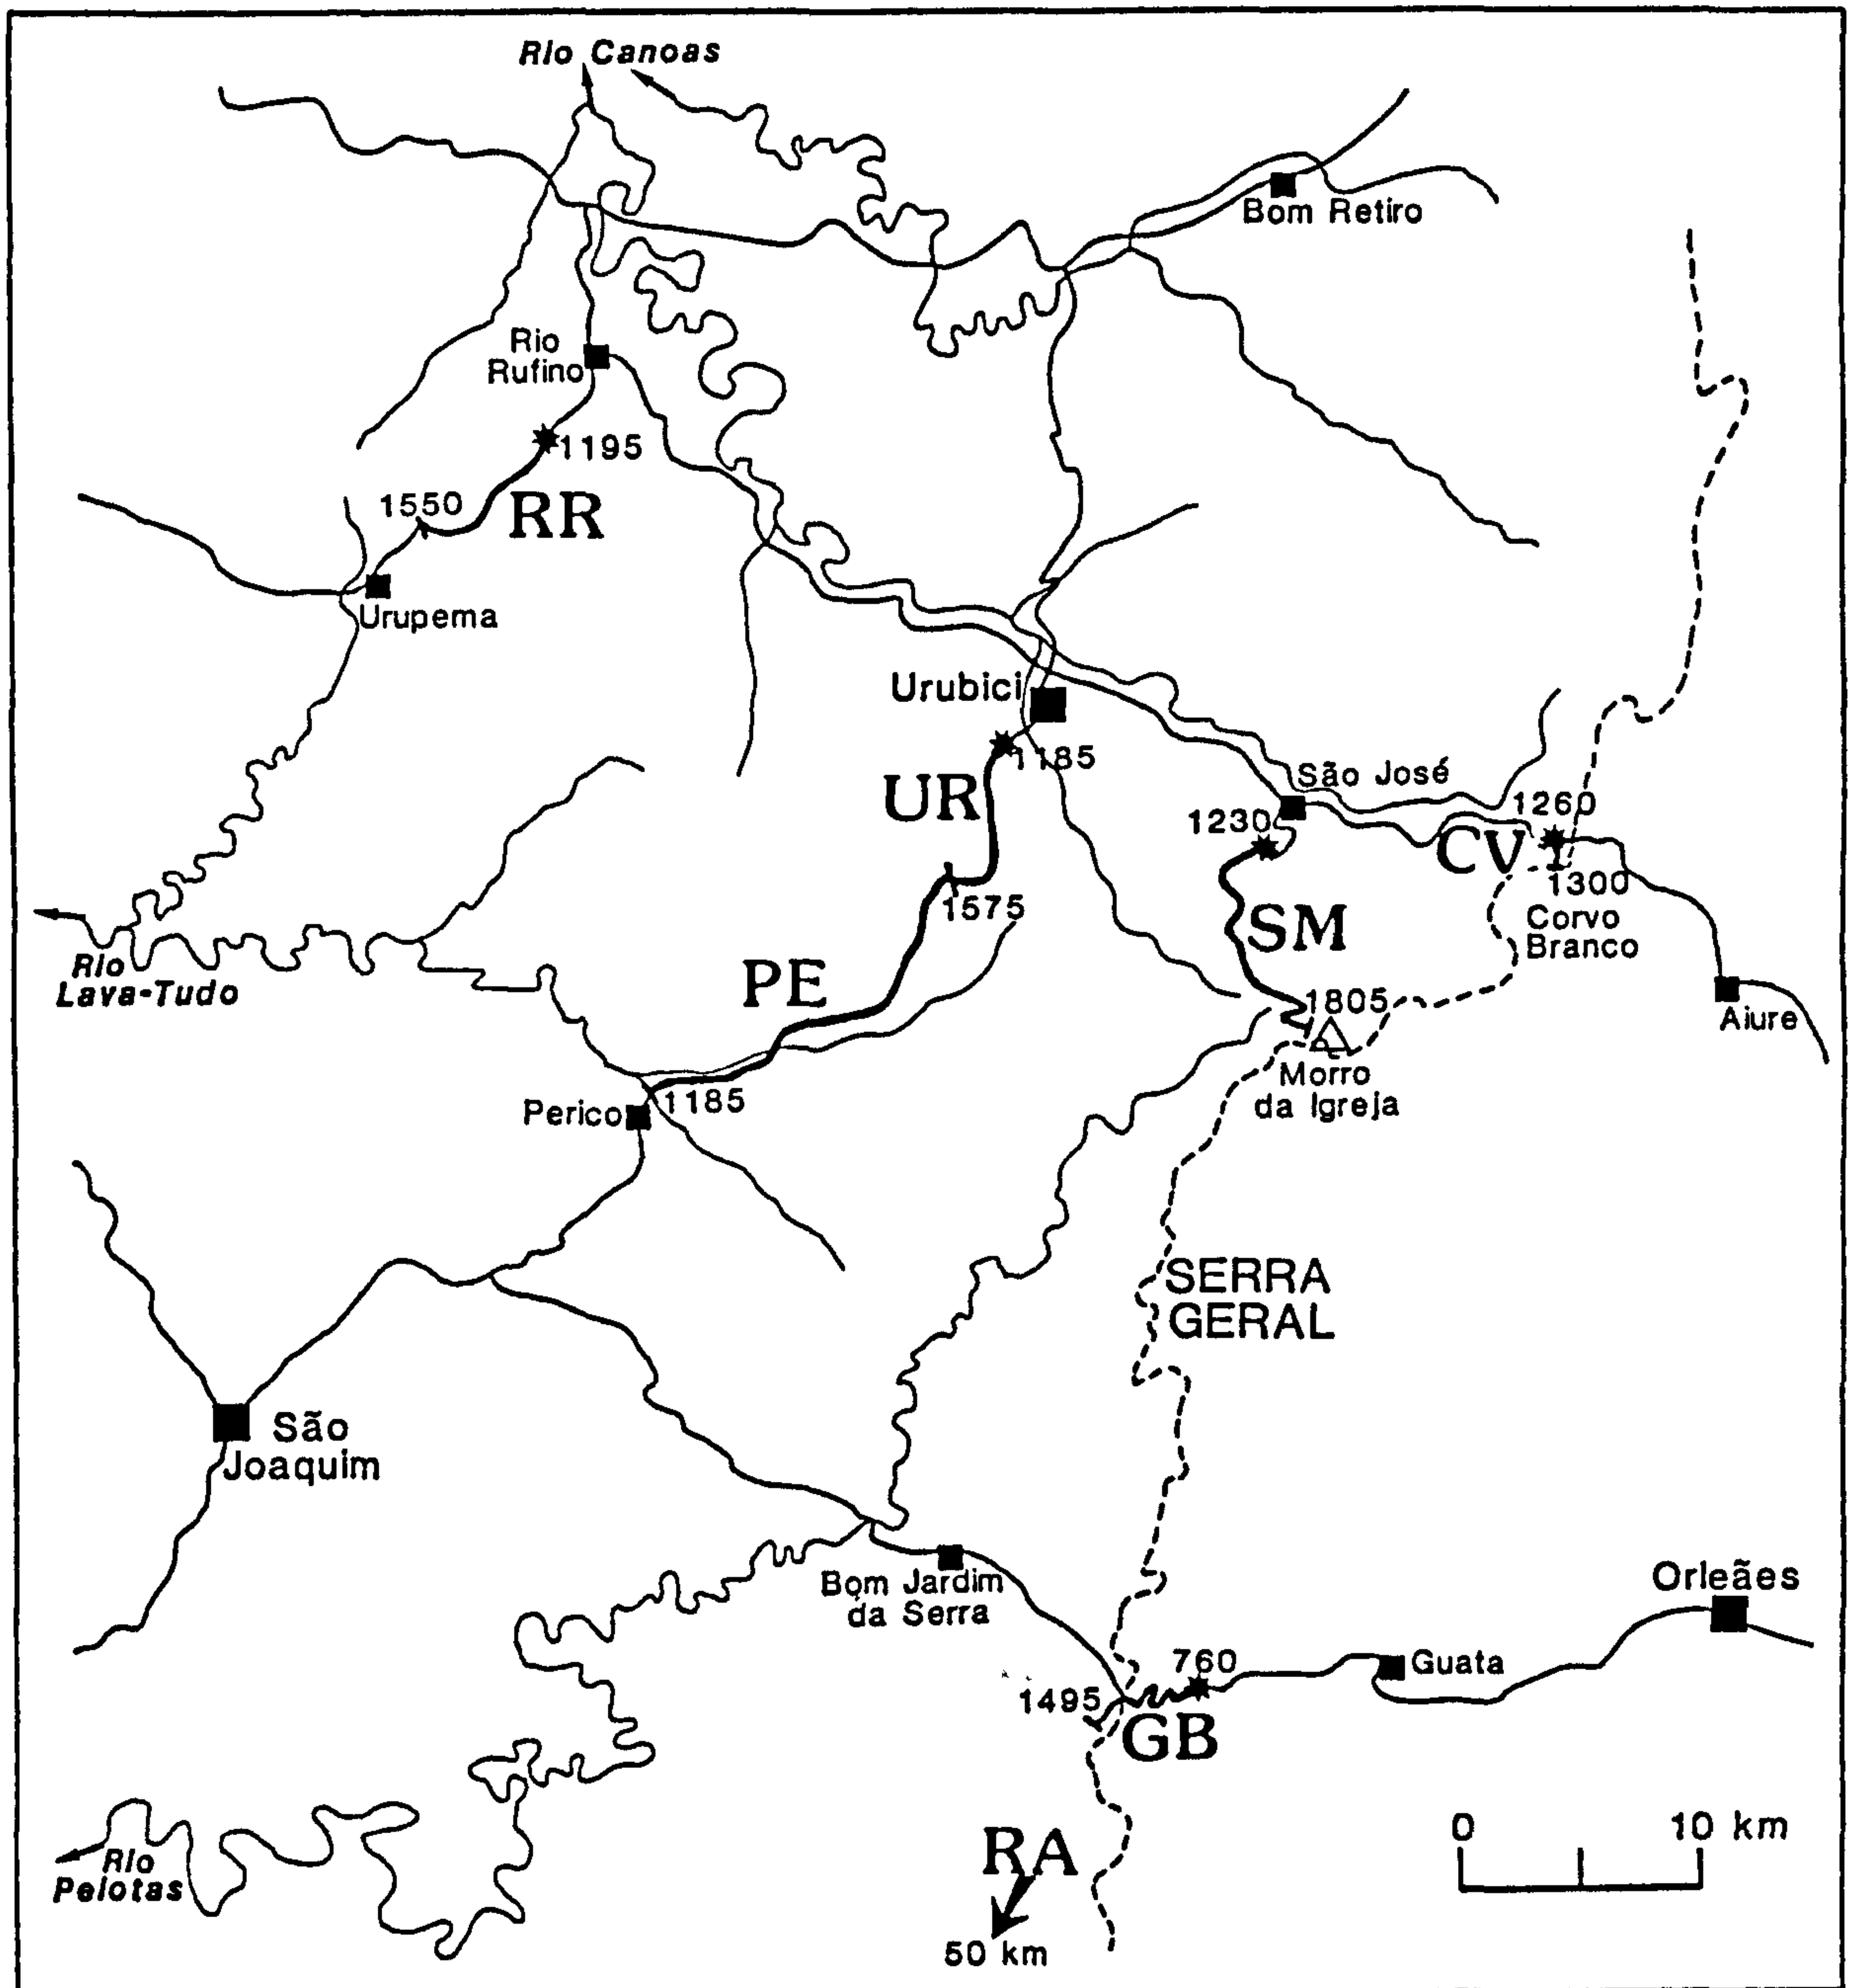 Rio Canoas
Bom Retiro
Rio
Rufino
1195
1550
RR
Urupema
Urubici
1185
UR
São José
1260
1230
CV
1300
1575
SM
Corvo
Branco
Rio
Lava-Tudo
PE
1805
Aiure
Morro
da Igreja
1185
Perico
SERRA
GERAL
São
Joaquim
Bom Jardim
da Serra
Orleães
760
Guata
1495
GB
0 10 km
RA
Rio
Pelotas
50 km